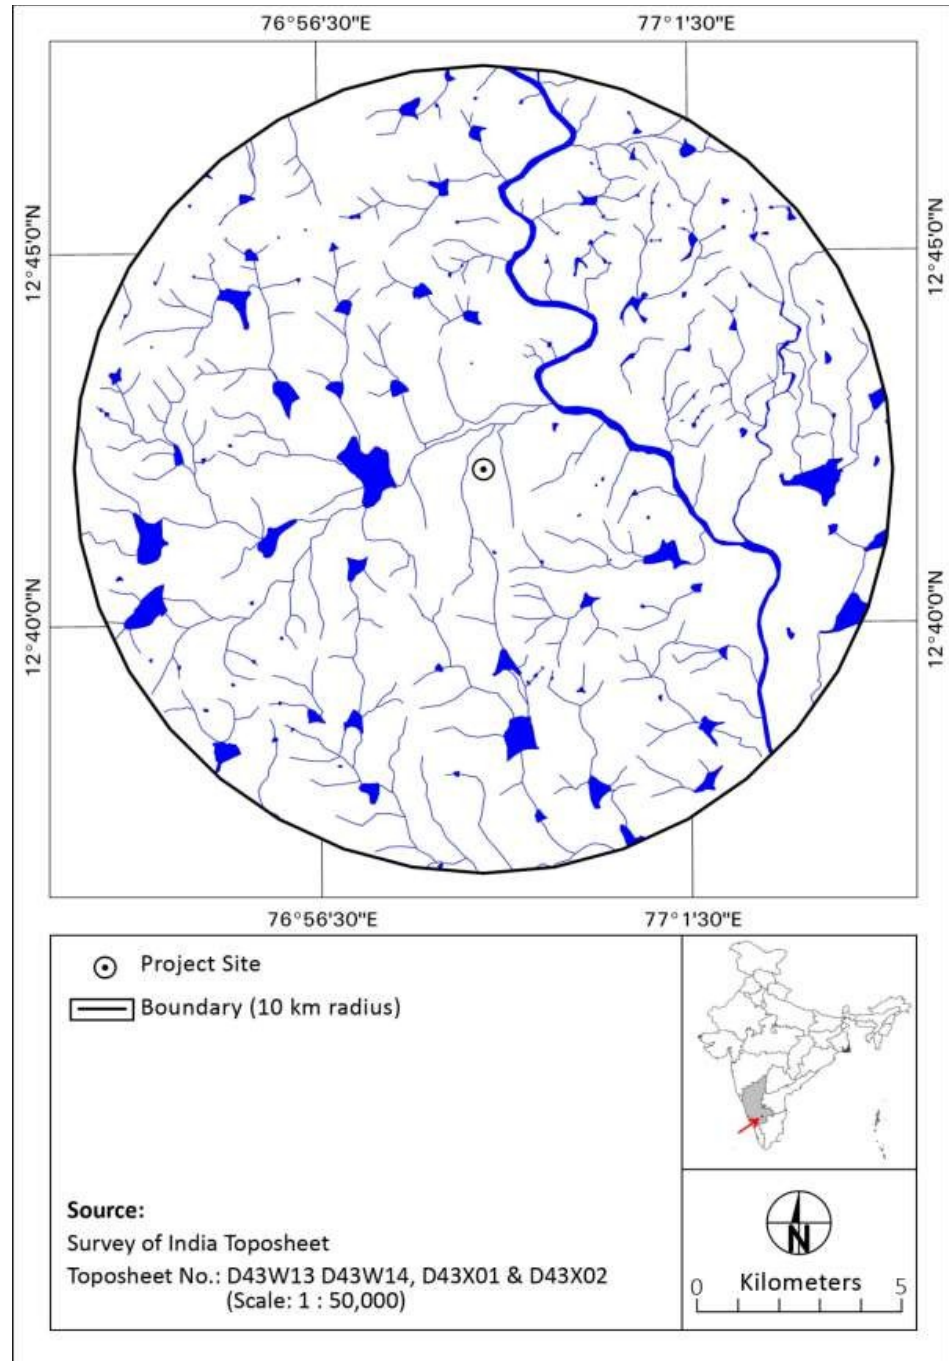 76°56'30"E 77°1'30"E
12°45'0"N 12°45'0"N
12°40'0"N 12°40'0"N
76°56'30"E 77°1'30"E
Project Site
Boundary (10 km radius)
Source:
Survey of India Toposheet
Toposheet No.: D43W13 D43W14, D43X01 & D43X02
(Scale: 1 : 50,000)
N
0 Kilometers 5